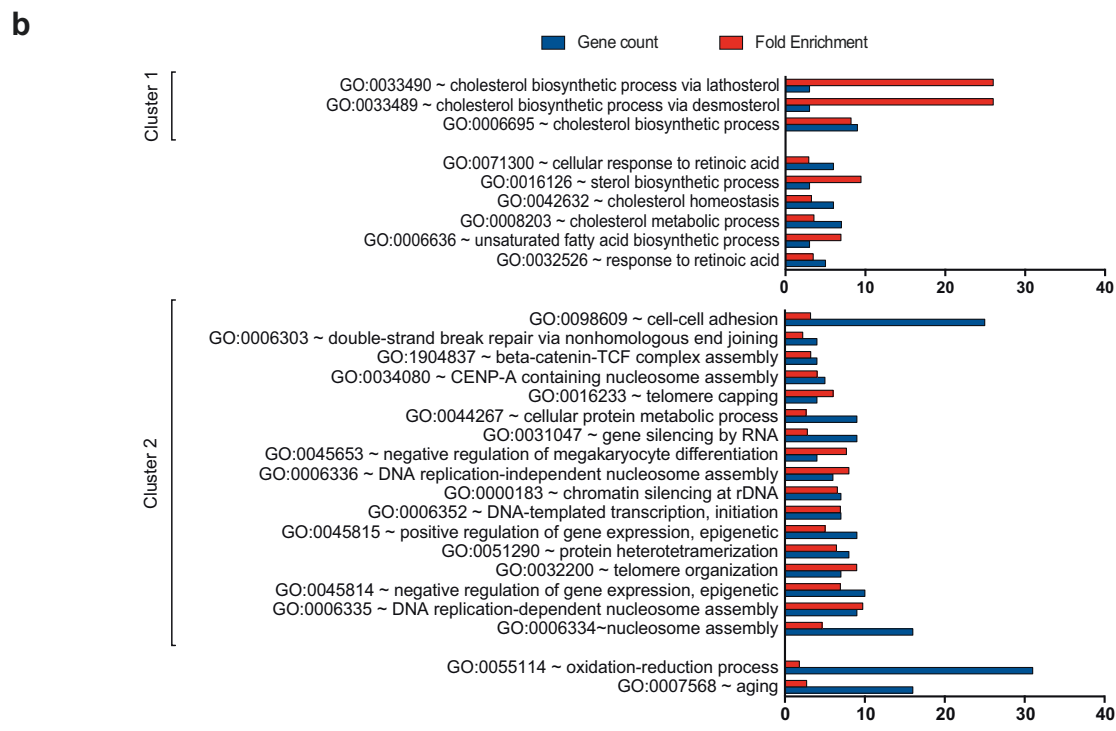 b
Gene count
Fold Enrichment
Cluster 1
GO:0033490 ~ cholesterol biosynthetic process via lathosterol
GO:0033489 ~ cholesterol biosynthetic process via desmosterol
GO:0006695 ~ cholesterol biosynthetic process
GO:0071300 ~ cellular response to retinoic acid
GO:0016126 ~ sterol biosynthetic process
GO:0042632 ~ cholesterol homeostasis
GO:0008203 ~ cholesterol metabolic process
GO:0006636 ~ unsaturated fatty acid biosynthetic process
GO:0032526 ~ response to retinoic acid
0 10 20 30 40
Cluster 2
GO:0098609 ~ cell-cell adhesion
GO:0006303 ~ double-strand break repair via nonhomologous end joining
GO:1904837 ~ beta-catenin-TCF complex assembly
GO:0034080 ~ CENP-A containing nucleosome assembly
GO:0016233 ~ telomere capping
GO:0044267 ~ cellular protein metabolic process
GO:0031047 ~ gene silencing by RNA
GO:0045653 ~ negative regulation of megakaryocyte differentiation
GO:0006336 ~ DNA replication-independent nucleosome assembly
GO:0000183 ~ chromatin silencing at rDNA
GO:0006352 ~ DNA-templated transcription, initiation
GO:0045815 ~ positive regulation of gene expression, epigenetic
GO:0051290 ~ protein heterotetramerization
GO:0032200 ~ telomere organization
GO:0045814 ~ negative regulation of gene expression, epigenetic
GO:0006335 ~ DNA replication-dependent nucleosome assembly
GO:0006334~nucleosome assembly
GO:0055114 ~ oxidation-reduction process
GO:0007568 ~ aging
0 10 20 30 40